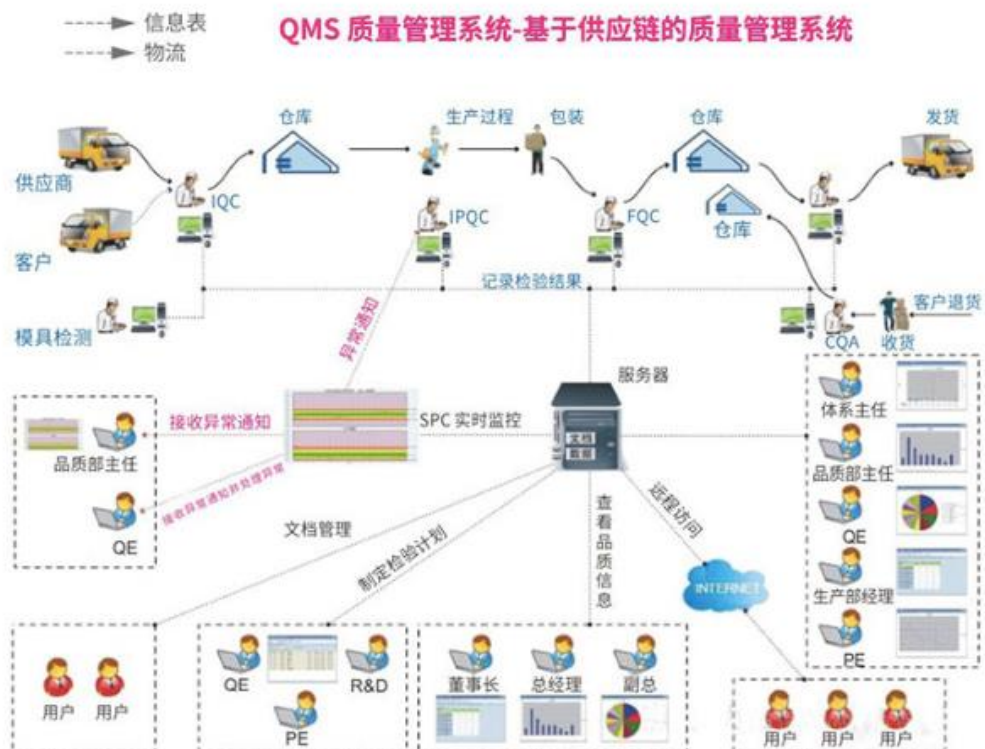 信息表
QMS 质量管理系统-基于供应链的质量管理系统
物流
仓库
生产过程
包装
仓库
发货
供应商
IQC
IPQC
FQC
仓库
客户
记录检验结果
客户退货
模具检测
异常通知
CQA
收货
服务器
体系主任
接收异常通知
SPC 实时监控
文档
数据
品质部主任
品质部主任
接收异常通知并处理异常
QE
QE
文档管理
制定检验计划
查看品质信息
远程访问
INTERNET
生产部经理
PE
用户
用户
QE
R&D
PE
董事长
总经理
副总
用户
用户
用户